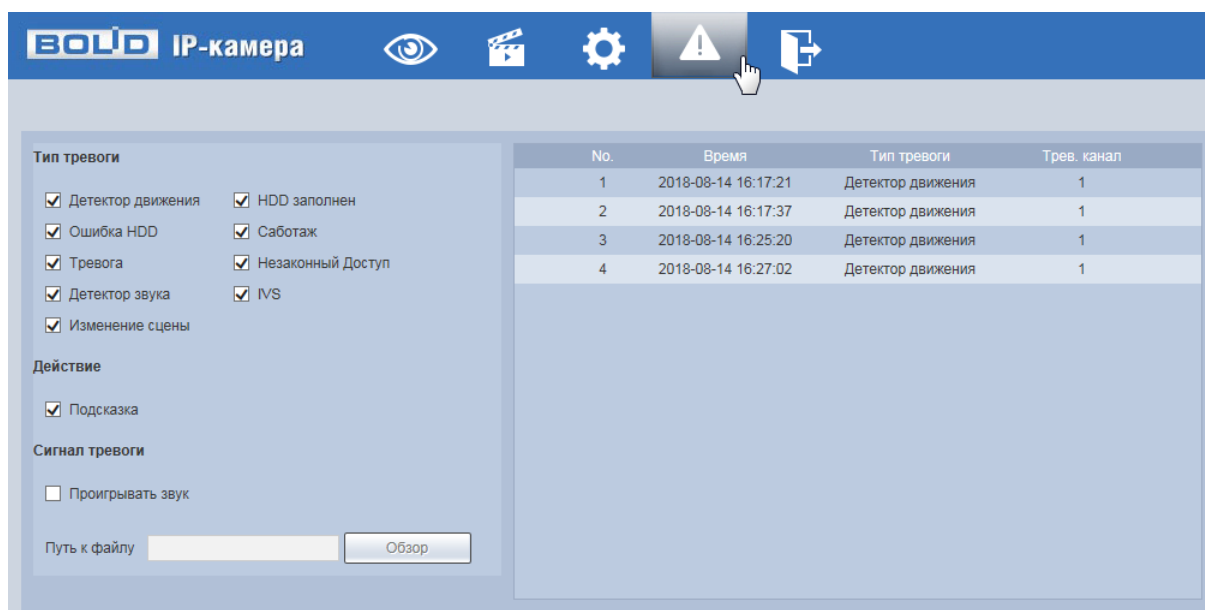 BOLID IP-камера
Тип тревоги
Детектор движения HDD заполнен
Ошибка HDD Саботаж
Тревога Незаконный Доступ
Детектор звука IVS
Изменение сцены
Действие
Подсказка
Сигнал тревоги
Проигрывать звук
Путь к файлу Обзор
No. Время Тип тревоги Трев. канал
1 2018-08-14 16:17:21 Детектор движения 1
2 2018-08-14 16:17:37 Детектор движения 1
3 2018-08-14 16:25:20 Детектор движения 1
4 2018-08-14 16:27:02 Детектор движения 1